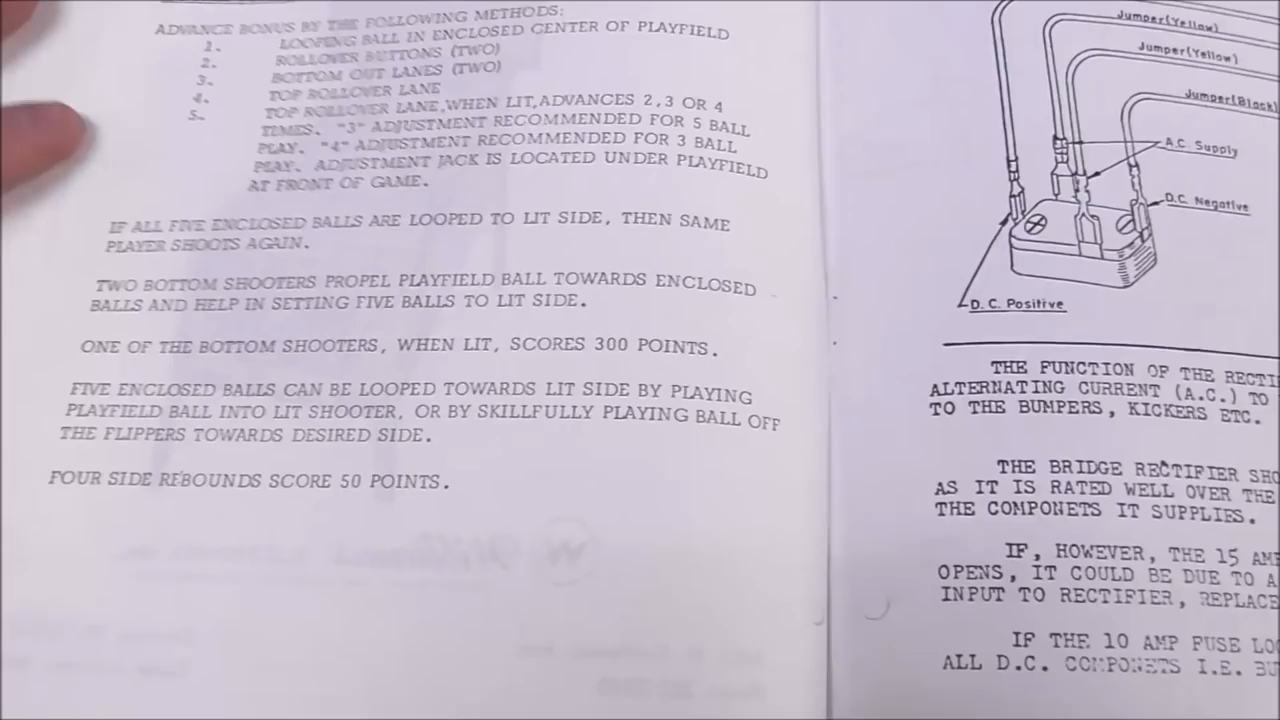 ADVANCE BONUS BY THE FOLLOWING METHODS:
1. LOOPING BALL IN ENCLOSED CENTER OF PLAYFIELD
2. ROLLOVER BUTTONS (TWO)
3. BOTTOM OUT LANES (TWO)
4. TOP ROLLOVER LANE
5. TOP ROLLOVER LANE, WHEN LIT, ADVANCES 2,3 OR 4
TIMES. "3" ADJUSTMENT RECOMMENDED FOR 5 BALL
PLAY. "4" ADJUSTMENT RECOMMENDED FOR 3 BALL
PLAY. ADJUSTMENT JACK IS LOCATED UNDER PLAYFIELD
AT FRONT OF GAME.
IF ALL FIVE ENCLOSED BALLS ARE LOOPED TO LIT SIDE, THEN SAME
PLAYER SHOOTS AGAIN.
TWO BOTTOM SHOOTERS PROPEL PLAYFIELD BALL TOWARDS ENCLOSED
BALLS AND HELP IN SETTING FIVE BALLS TO LIT SIDE.
ONE OF THE BOTTOM SHOOTERS, WHEN LIT, SCORES 300 POINTS.
FIVE ENCLOSED BALLS CAN BE LOOPED TOWARDS LIT SIDE BY PLAYING
PLAYFIELD BALL INTO LIT SHOOTER, OR BY SKILLFULLY PLAYING BALL OFF
THE FLIPPERS TOWARDS DESIRED SIDE.
FOUR SIDE REBOUNDS SCORE 50 POINTS.
Jumper(Yellow)
Jumper(Yellow)
Jumper(Black)
A.C. Supply
D.C. Negative
D.C. Positive
THE FUNCTION OF THE RECTI
ALTERNATING CURRENT (A.C.) TO
TO THE BUMPERS, KICKERS ETC.
THE BRIDGE RECTIFIER SHO
AS IT IS RATED WELL OVER THE
THE COMPONETS IT SUPPLIES.
IF, HOWEVER, THE 15 AMP
OPENS, IT COULD BE DUE TO A
INPUT TO RECTIFIER, REPLACE
IF THE 10 AMP FUSE LO
ALL D.C. COMPONETS I.E. BU